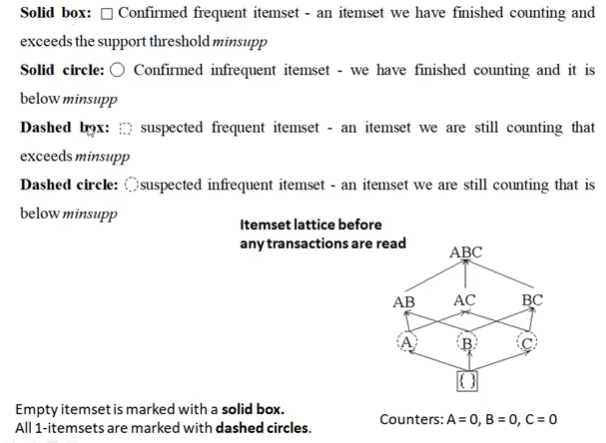 Solid box: □ Confirmed frequent itemset - an itemset we have finished counting and
exceeds the support threshold minsupp
Solid circle: ○ Confirmed infrequent itemset - we have finished counting and it is
below minsupp
Dashed box: suspected frequent itemset - an itemset we are still counting that
exceeds minsupp
Dashed circle: suspected infrequent itemset - an itemset we are still counting that is
below minsupp
Itemset lattice before
any transactions are read
ABC
AB AC BC
A B C
{}
Empty itemset is marked with a solid box.
All 1-itemsets are marked with dashed circles.
Counters: A = 0, B = 0, C = 0